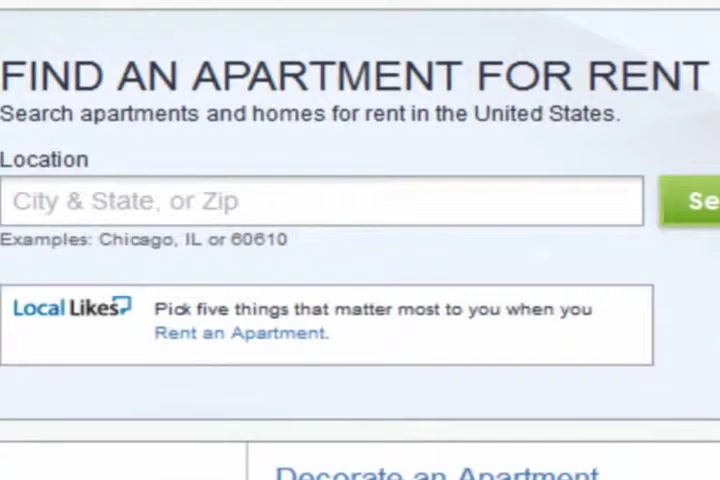 FIND AN APARTMENT FOR RENT
Search apartments and homes for rent in the United States.
Location
City & State, or Zip
Se
Examples: Chicago, IL or 60610
Local Likes
Pick five things that matter most to you when you
Rent an Apartment.
Decorate an Apartment